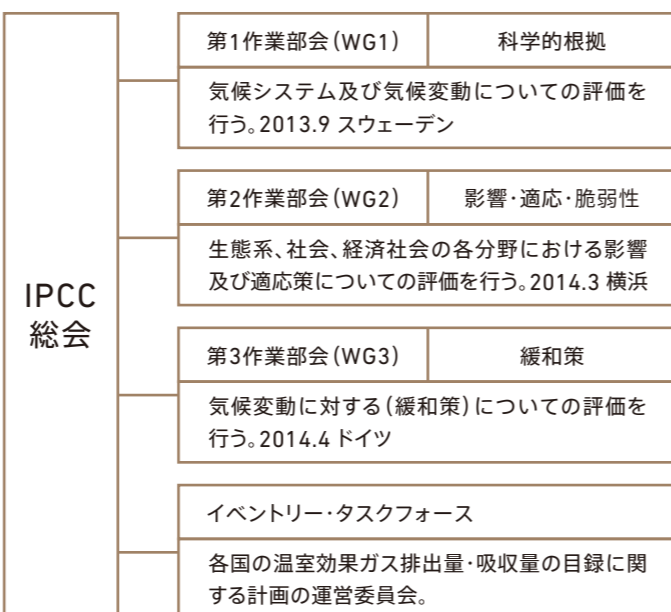 IPCC
総会
第1作業部会(WG1)
科学的根拠
気候システム及び気候変動についての評価を
行う。2013.9 スウェーデン
第2作業部会(WG2)
影響・適応・脆弱性
生態系、社会、経済社会の各分野における影響
及び適応策についての評価を行う。2014.3 横浜
第3作業部会(WG3)
緩和策
気候変動に対する(緩和策)についての評価を
行う。2014.4 ドイツ
イベントリー・タスクフォース
各国の温室効果ガス排出量・吸収量の目録に関
する計画の運営委員会。